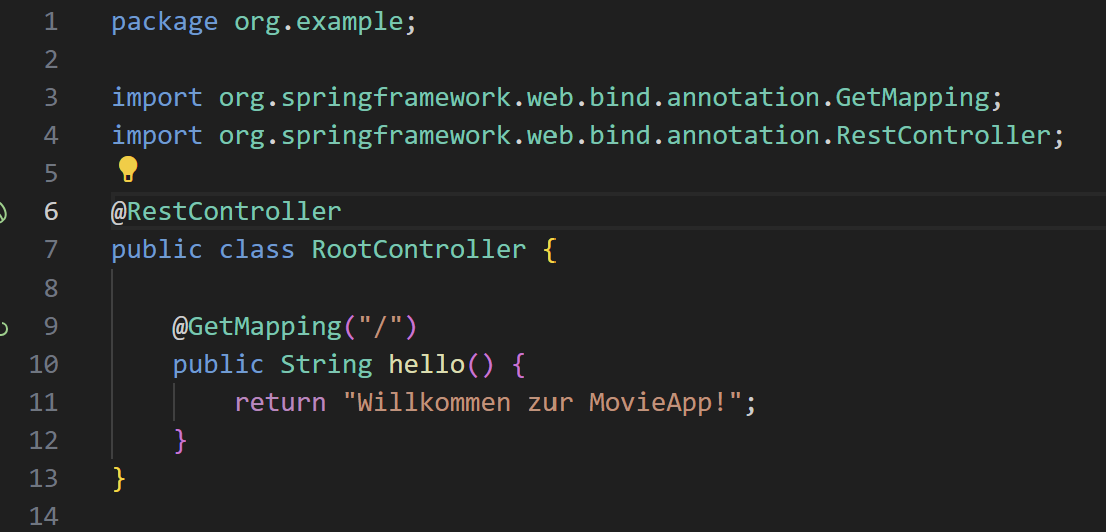 1 package org.example;
2
3 import org.springframework.web.bind.annotation.GetMapping;
4 import org.springframework.web.bind.annotation.RestController;
5
6 @RestController
7 public class RootController {
8
9     @GetMapping("/")
10     public String hello() {
11         return "Willkommen zur MovieApp!";
12     }
13 }
14